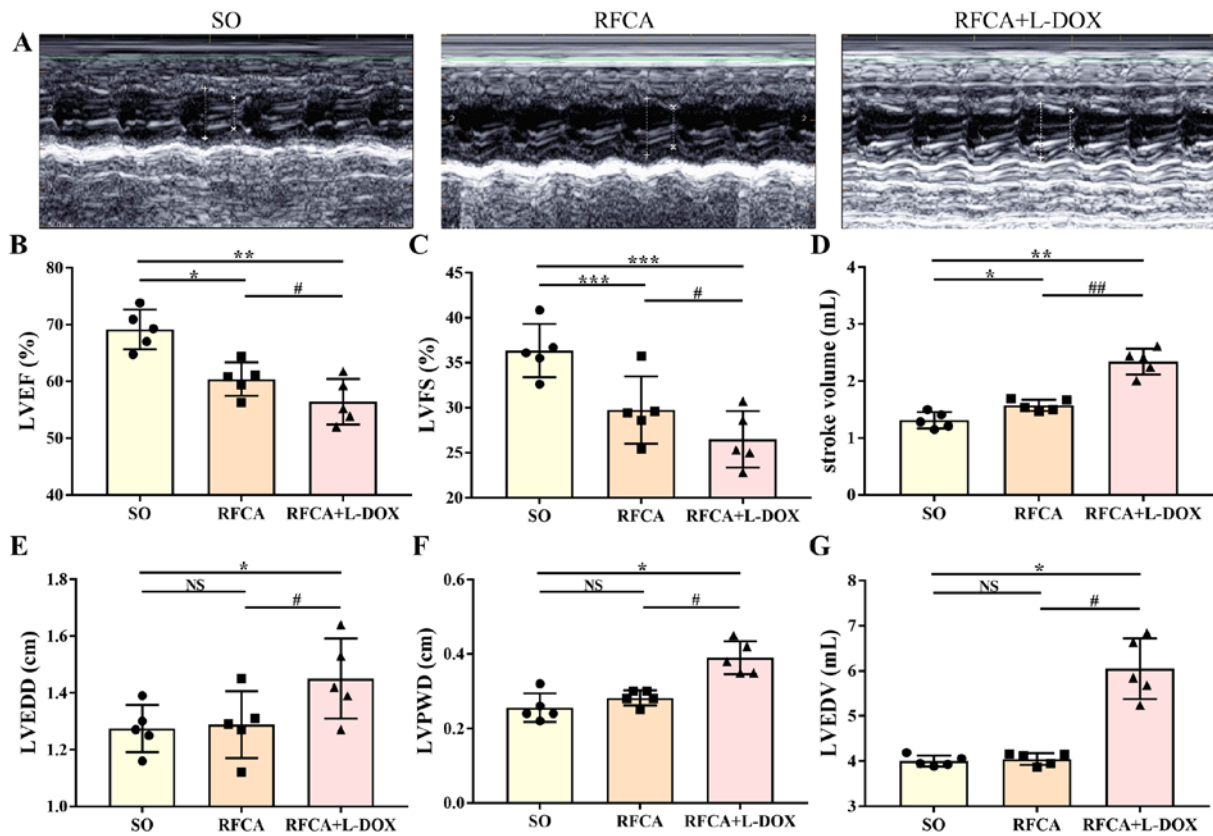 SO RFCA RFCA+L-DOX
A
B
**
*
#
LVEF (%)
80
70
60
50
40
SO RFCA RFCA+L-DOX
C
***
***
#
LVFS (%)
45
40
35
30
25
20
SO RFCA RFCA+L-DOX
D
**
*
##
stroke volume (mL)
4
3
2
1
0
SO RFCA RFCA+L-DOX
E
*
NS
#
LVEDD (cm)
1.8
1.6
1.4
1.2
1.0
SO RFCA RFCA+L-DOX
F
*
NS
#
LVPWD (cm)
0.6
0.4
0.2
0.0
SO RFCA RFCA+L-DOX
G
*
NS
#
LVEDV (mL)
8
7
6
5
4
3
SO RFCA RFCA+L-DOX